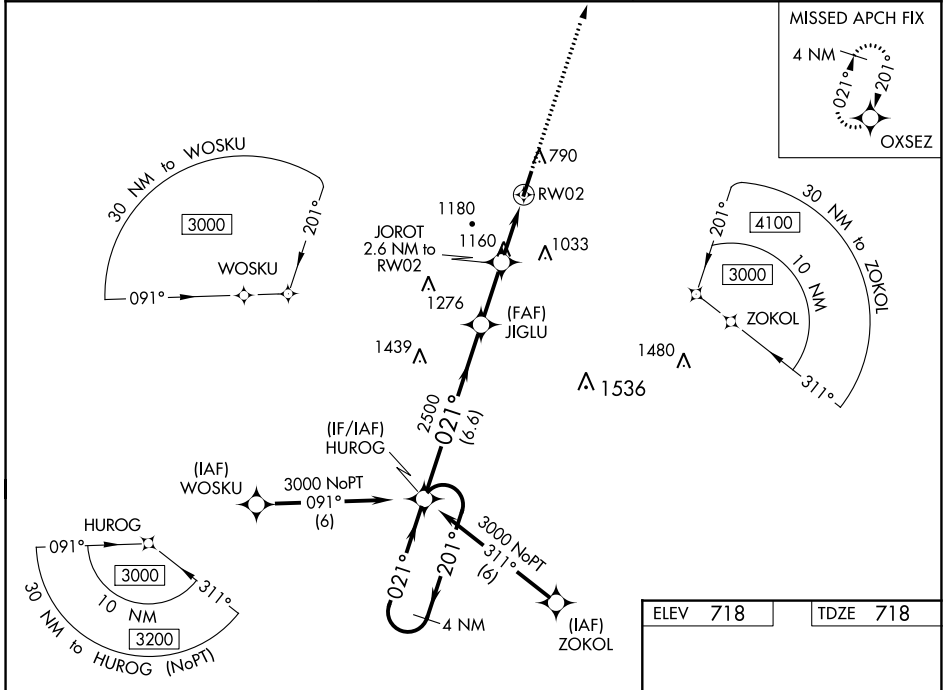 MISSED APCH FIX
4 NM
021°
201°
OXSEZ
30 NM to WOSKU
3000
201°
WOSKU
091°
790
RW02
1180
JOROT
2.6 NM to
RW02
1160
1033
1276
(FAF)
JIGLU
1439
1480
1536
30 NM to ZOKOL
4100
201°
10 NM
3000
ZOKOL
311°
2500
021°
(6.6)
(IF/IAF)
HUROG
(IAF)
WOSKU
3000 NoPT
091°
(6)
3000 NoPT
311°
(6)
021°
201°
4 NM
(IAF)
ZOKOL
HUROG
091°
3000
311°
10 NM
3200
30 NM to HUROG (NoPT)
ELEV 718
TDZE 718